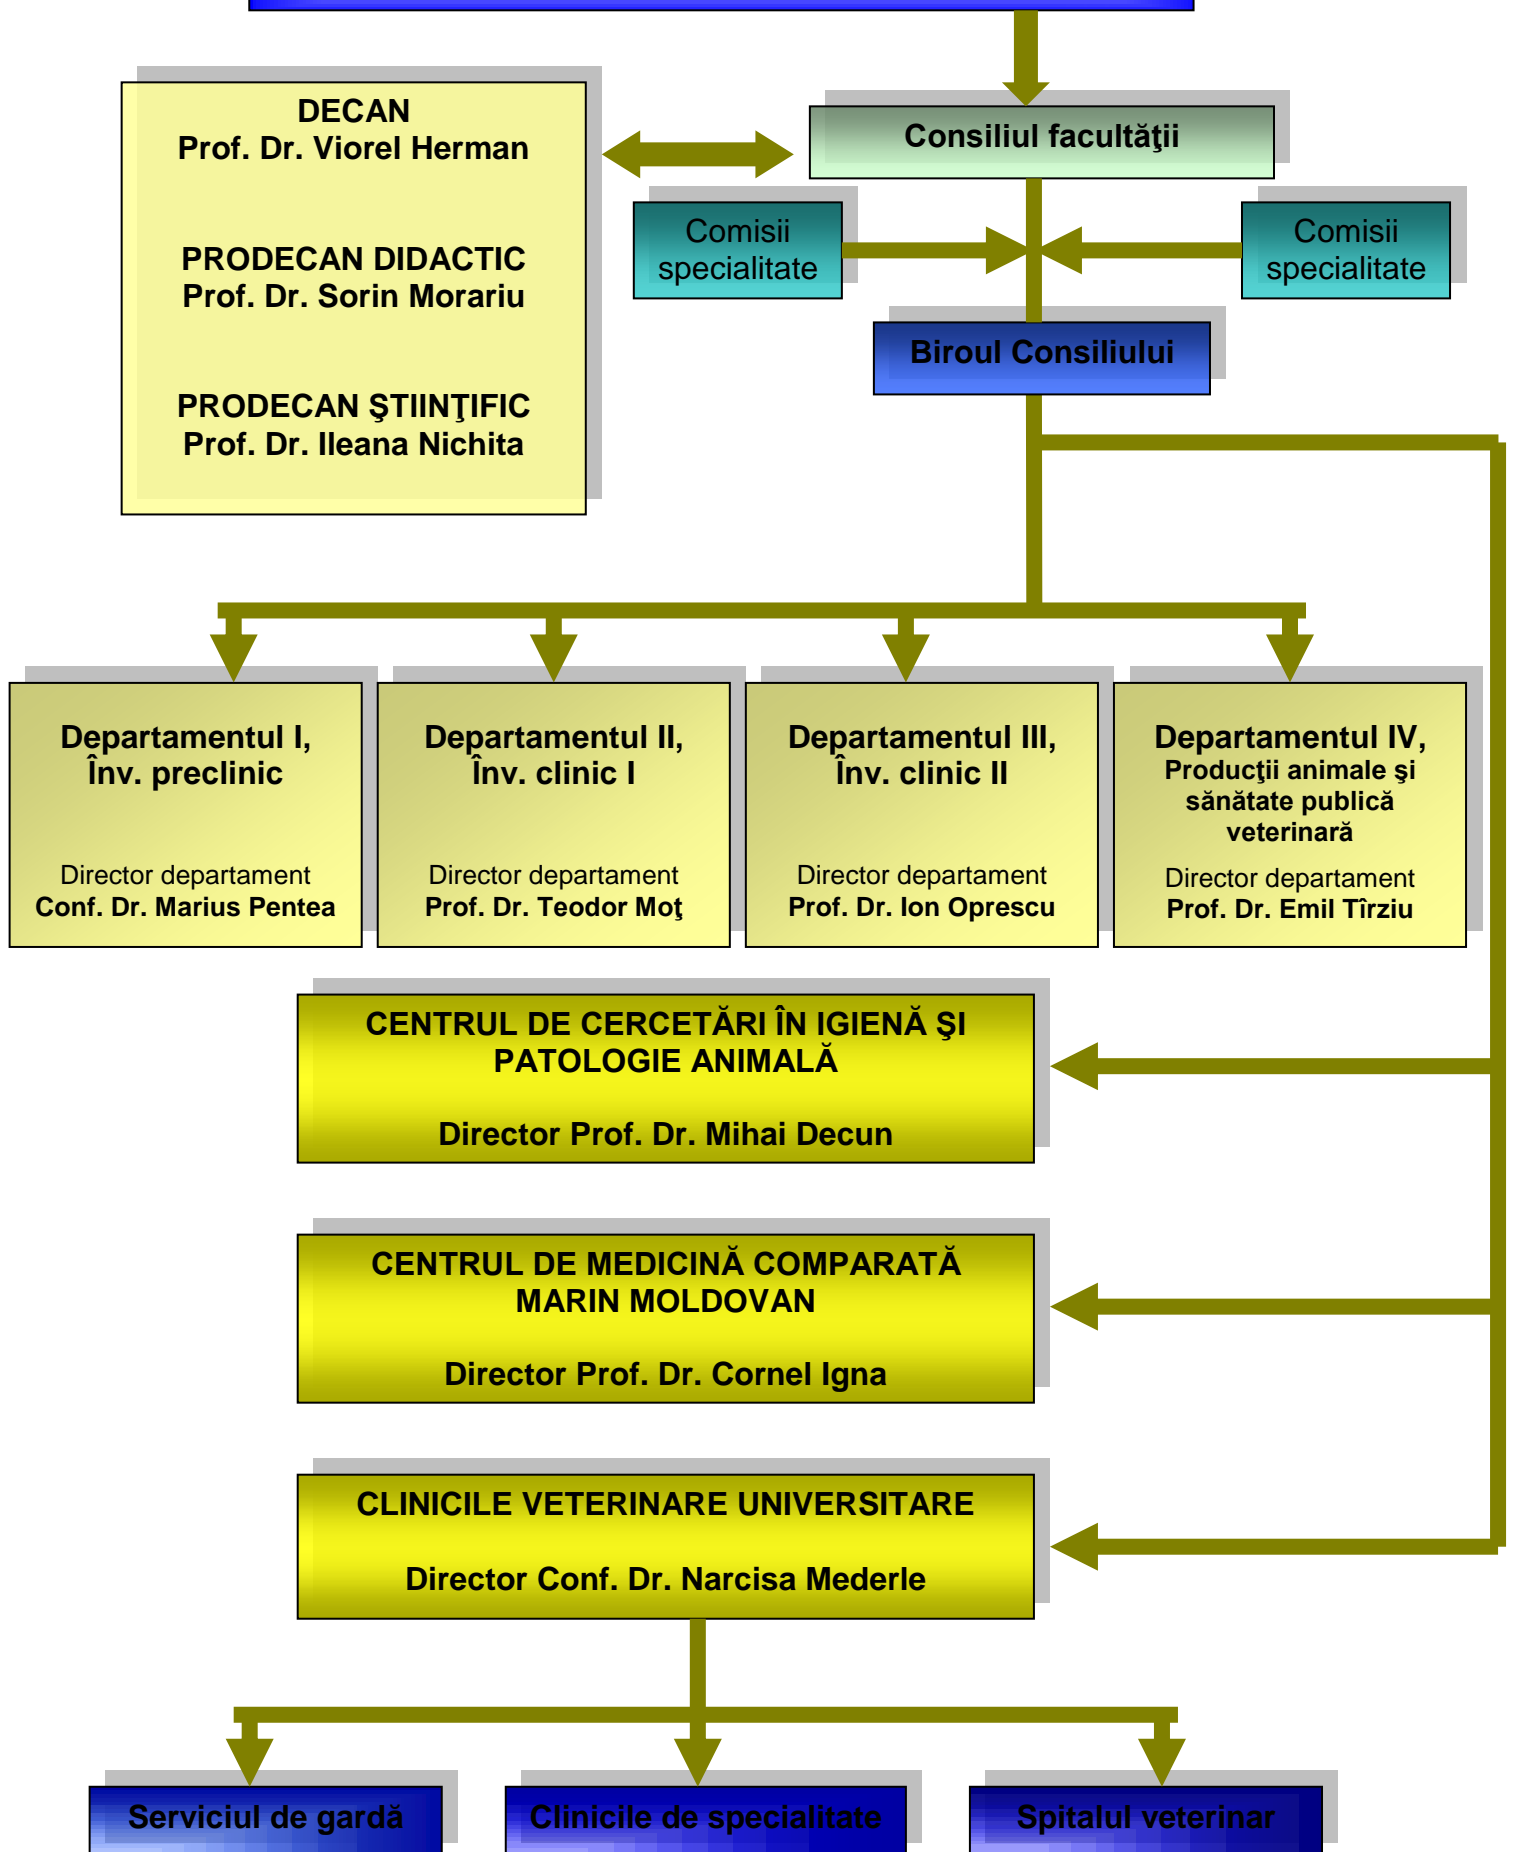 DECAN
Prof. Dr. Viorel Herman
PRODECAN DIDACTIC
Prof. Dr. Sorin Morariu
PRODECAN ŞTIINŢIFIC
Prof. Dr. Ileana Nichita
Consiliul facultăţii
Comisii
specialitate
Comisii
specialitate
Biroul Consiliului
Departamentul I,
Înv. preclinic
Director departament
Conf. Dr. Marius Pentea
Departamentul II,
Înv. clinic I
Director departament
Prof. Dr. Teodor Moţ
Departamentul III,
Înv. clinic II
Director departament
Prof. Dr. Ion Oprescu
Departamentul IV,
Producţii animale şi
sănătate publică
veterinară
Director departament
Prof. Dr. Emil Tîrziu
CENTRUL DE CERCETĂRI ÎN IGIENĂ ŞI
PATOLOGIE ANIMALĂ
Director Prof. Dr. Mihai Decun
CENTRUL DE MEDICINĂ COMPARATĂ
MARIN MOLDOVAN
Director Prof. Dr. Cornel Igna
CLINICILE VETERINARE UNIVERSITARE
Director Conf. Dr. Narcisa Mederle
Serviciul de gardă
Clinicile de specialitate
Spitalul veterinar